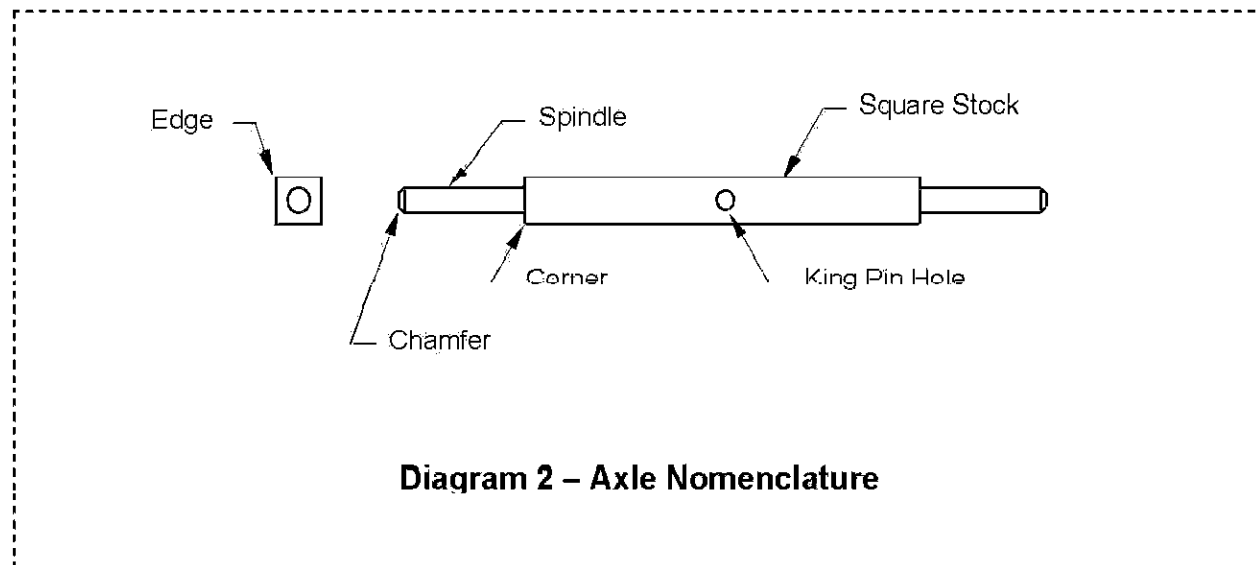 Edge
Spindle
Square Stock
Corner
King Pin Hole
Chamfer
Diagram 2 – Axle Nomenclature